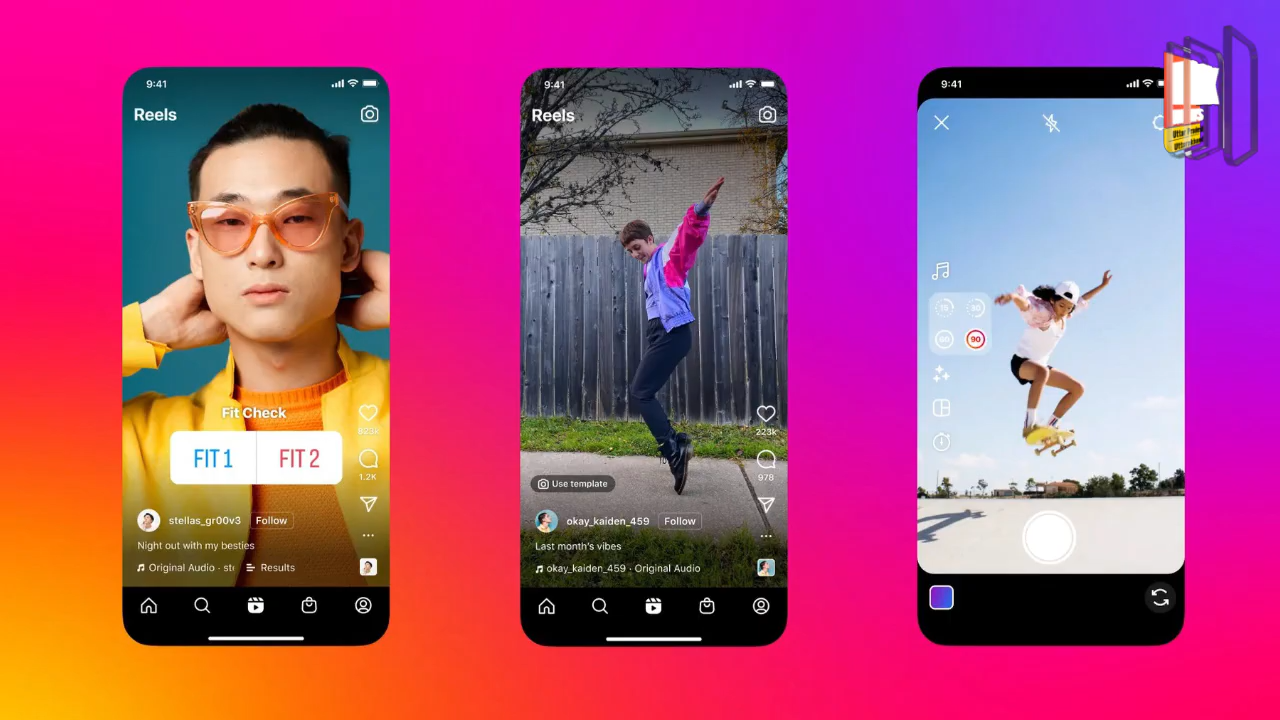 9:41
Reels
Fit Check
FIT 1
FIT 2
823k
1.2K
stellas_gr00v3
Follow
Night out with my besties
Original Audio · st
Results
9:41
Reels
223k
978
Use template
okay_kaiden_459
Follow
Last month's vibes
okay_kaiden_459 · Original Audio
9:41
15
30
60
90